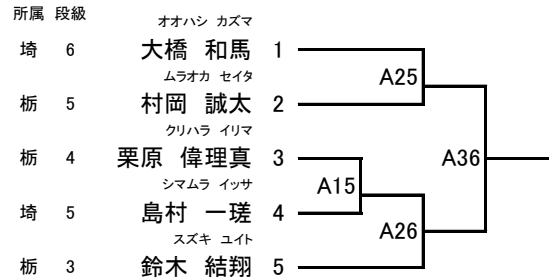 所属 段級
オオハシ カズマ
埼 6 大橋 和馬 1
A25
ムラオカ セイタ
栃 5 村岡 誠太 2
クリハラ イリマ
栃 4 栗原 偉理真 3
A36
シマムラ イッサ
A15
埼 5 島村 一瑳 4
A26
スズキ ユイト
栃 3 鈴木 結翔 5